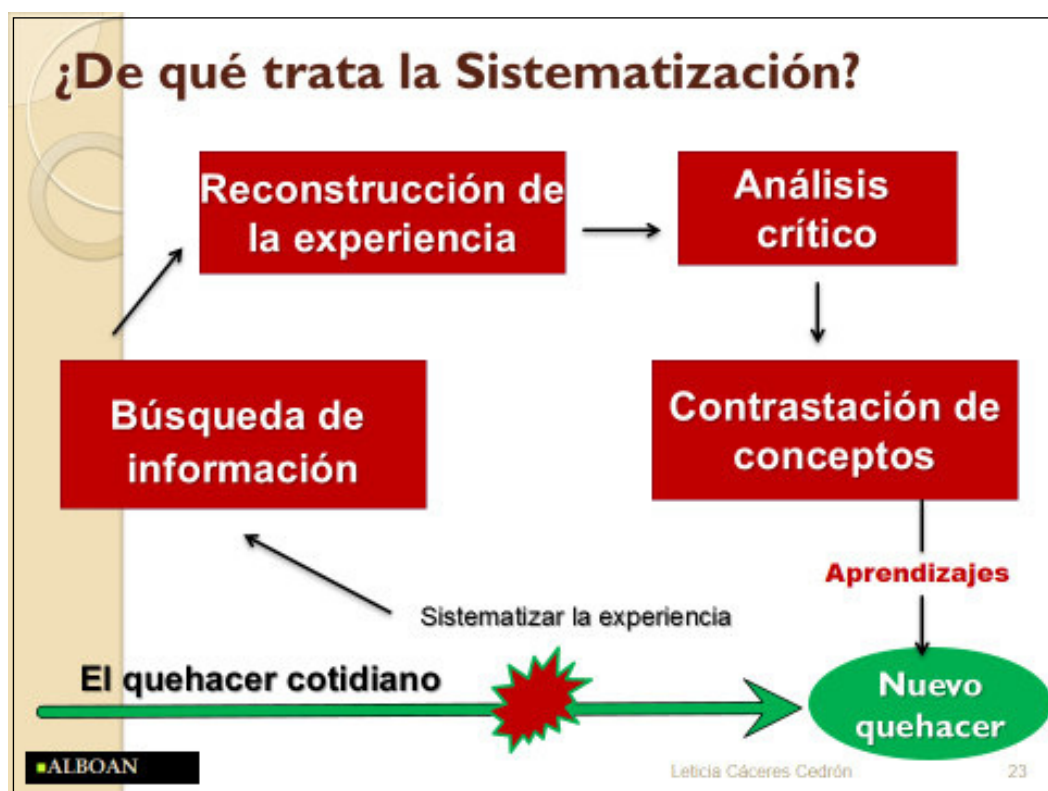 ¿De qué trata la Sistematización?
Reconstrucción de
la experiencia
Análisis
crítico
Búsqueda de
información
Contrastación de
conceptos
Aprendizajes
Sistematizar la experiencia
El quehacer cotidiano
Nuevo
quehacer
ALBOAN
Leticia Cáceres Cedrón
23